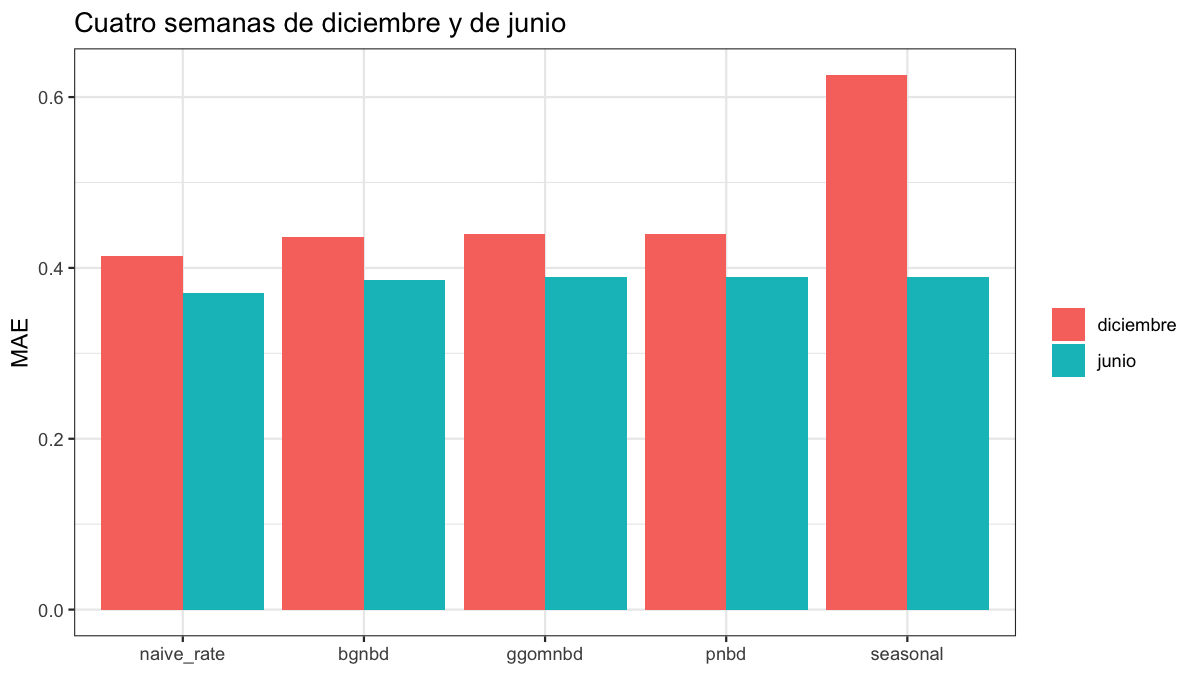 Cuatro semanas de diciembre y de junio
MAE
0.6
0.4
0.2
0.0
naive_rate
bgnbd
ggomnbd
pnbd
seasonal
diciembre
junio